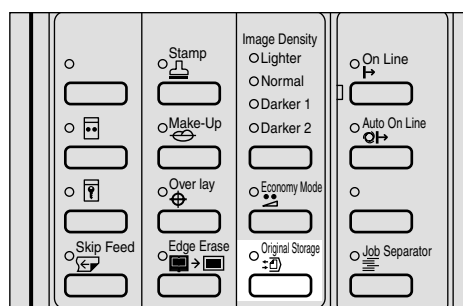 Image Density
Stamp
Lighter
On Line
Normal
Darker 1
Make-Up
Darker 2
Auto On Line
Over lay
Economy Mode
Skip Feed
Edge Erase
Original Storage
Job Separator